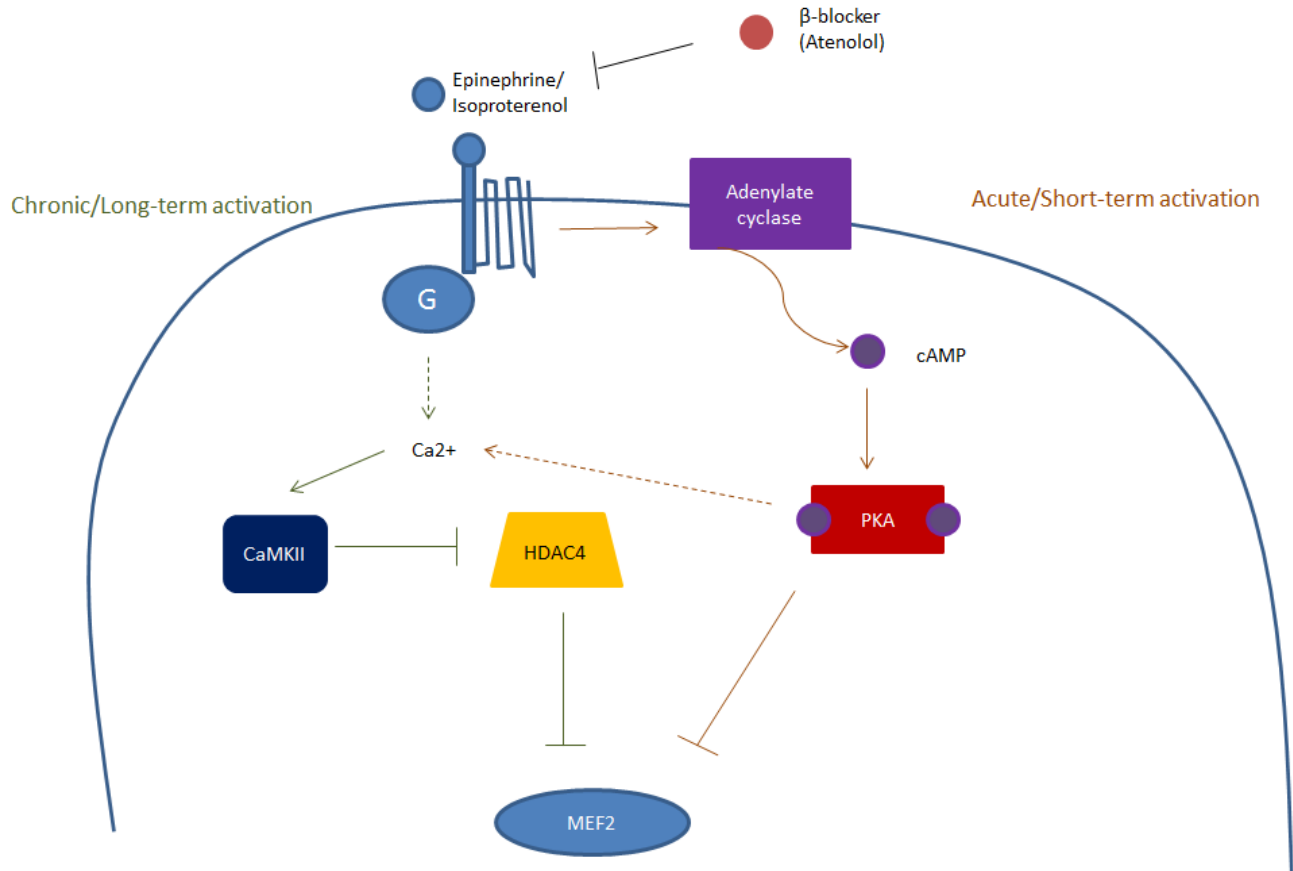 β-blocker
(Atenolol)
Epinephrine/
Isoproterenol
Chronic/Long-term activation
Adenylate
cyclase
Acute/Short-term activation
G
cAMP
Ca2+
PKA
CaMKII
HDAC4
MEF2